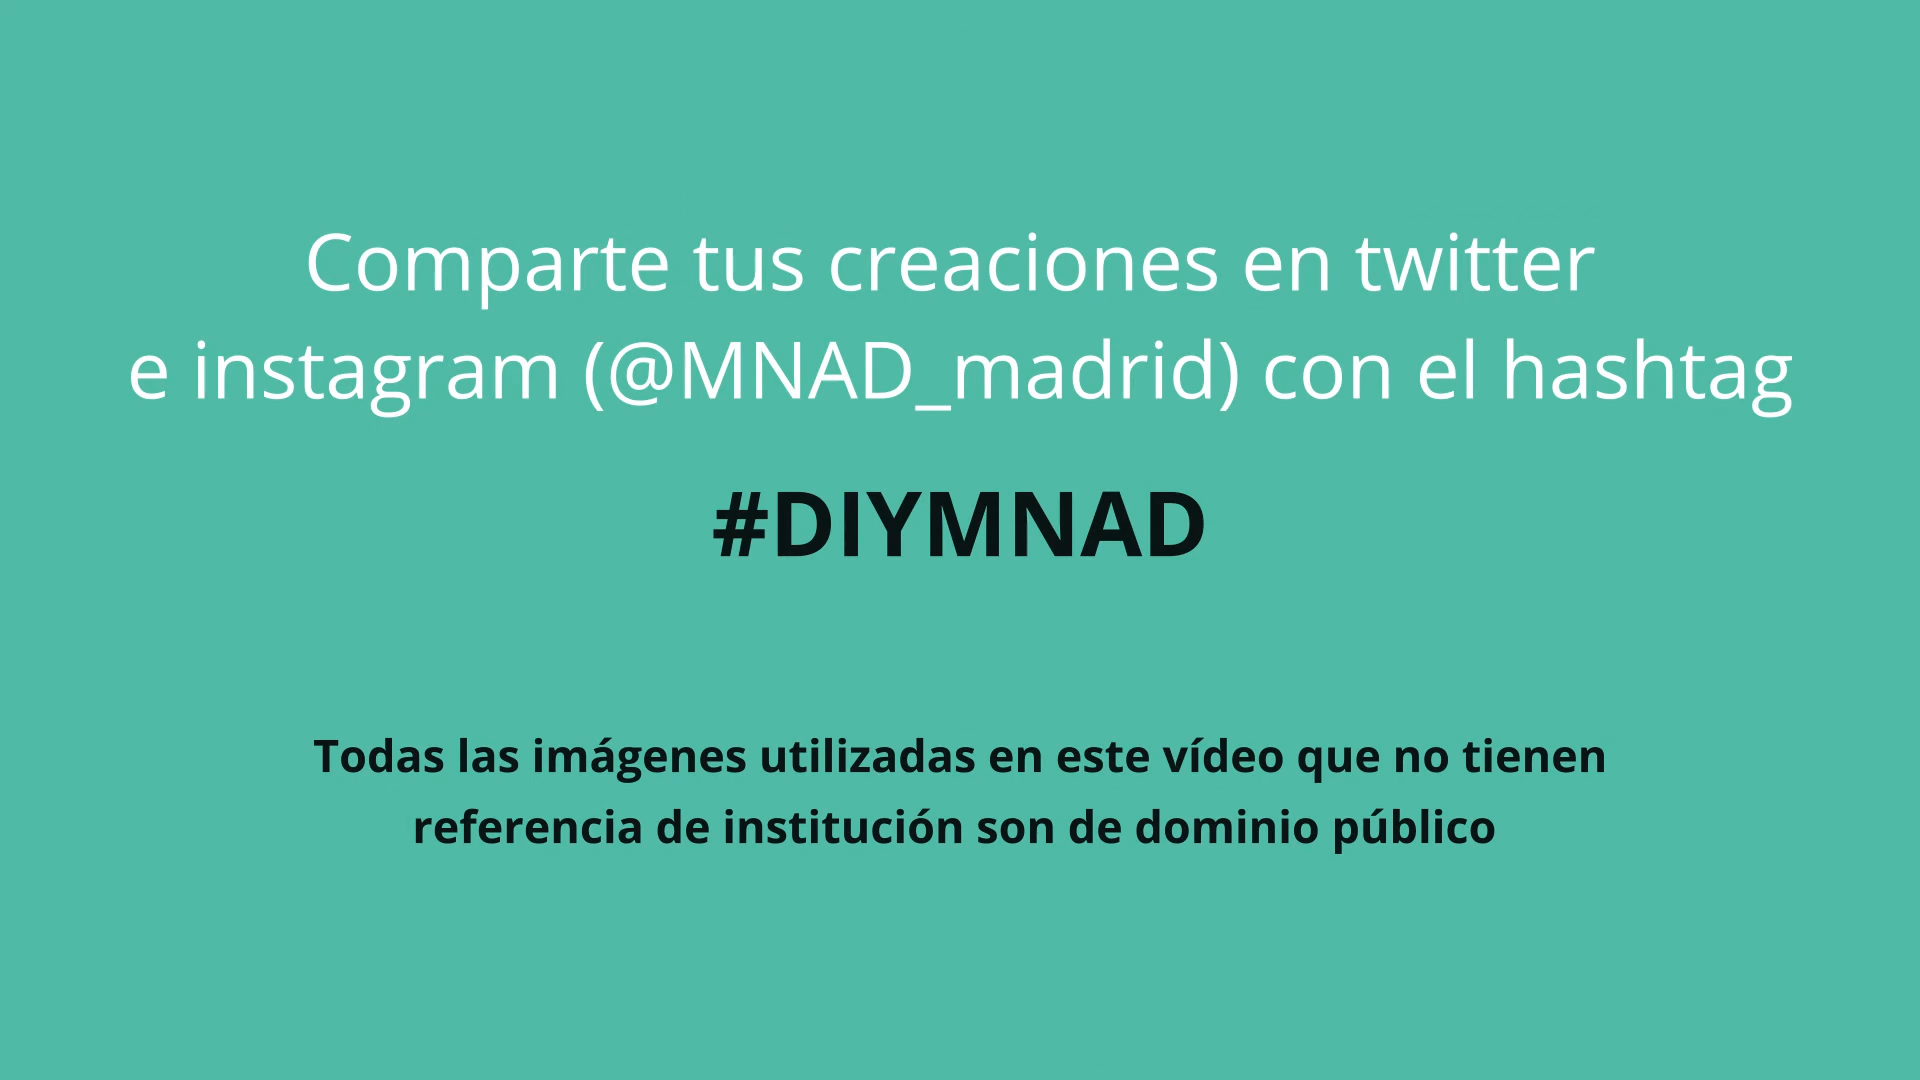 Comparte tus creaciones en twitter
e instagram (@MNAD_madrid) con el hashtag
#DIYMNAD
Todas las imágenes utilizadas en este vídeo que no tienen
referencia de institución son de dominio público